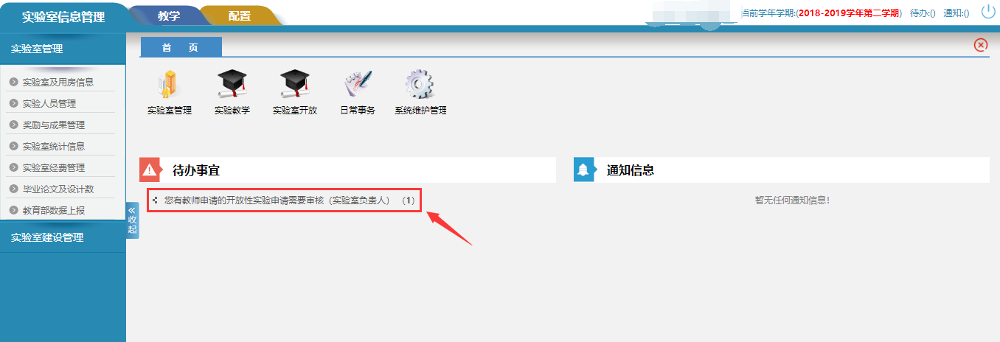 实验室信息管理 教学 配置 当前学年学期:(2018-2019学年第二学期) 待办:() 通知:()
实验室管理
首 页
实验室及用房信息
实验人员管理
奖励与成果管理
实验室统计信息
实验室经费管理
毕业论文及设计数
教育部数据上报
实验室建设管理
收起
实验室管理 实验教学 实验室开放 日常事务 系统维护管理
待办事宜
您有教师申请的开放性实验申请需要审核（实验室负责人） （1）
通知信息
暂无任何通知信息!